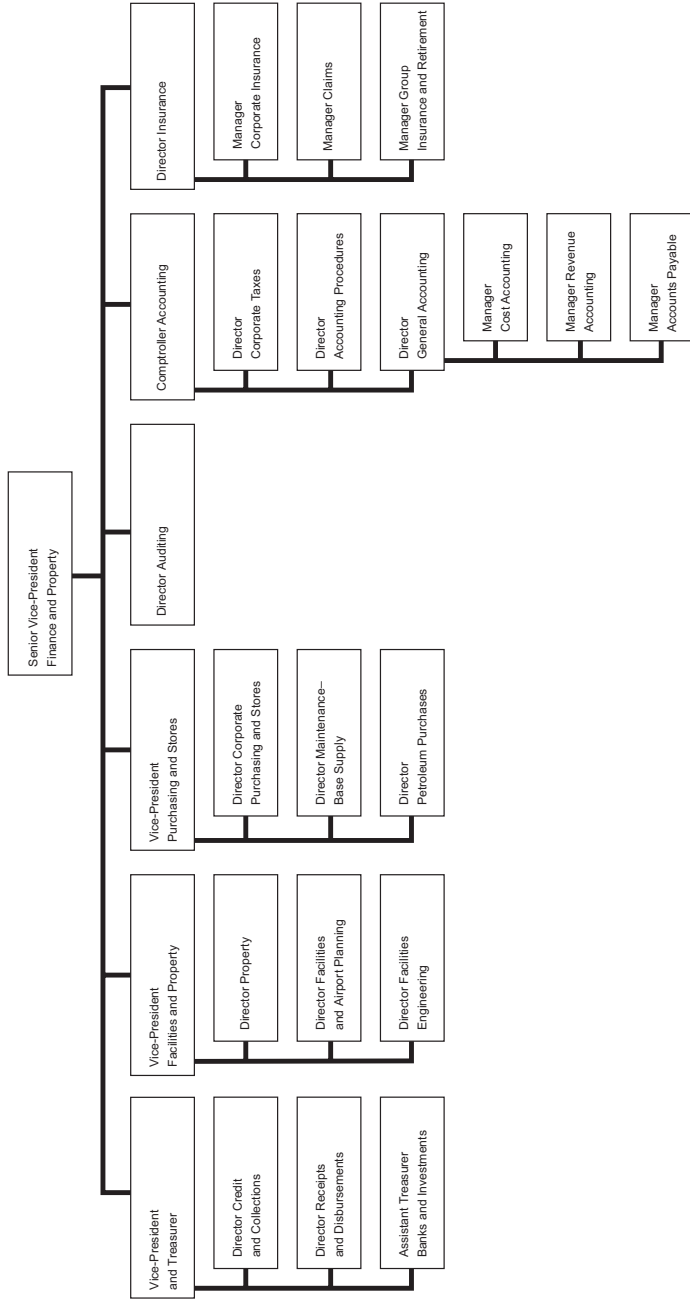 Senior Vice-President
Finance and Property
Vice-President
and Treasurer
Director Credit
and Collections
Director Receipts
and Disbursements
Assistant Treasurer
Banks and Investments
Vice-President
Facilities and Property
Director Property
Director Facilities
and Airport Planning
Director Facilities
Engineering
Vice-President
Purchasing and Stores
Director Corporate
Purchasing and Stores
Director Maintenance–
Base Supply
Director
Petroleum Purchases
Director Auditing
Comptroller Accounting
Director
Corporate Taxes
Director
Accounting Procedures
Director
General Accounting
Manager
Cost Accounting
Manager Revenue
Accounting
Manager
Accounts Payable
Director Insurance
Manager
Corporate Insurance
Manager Claims
Manager Group
Insurance and Retirement